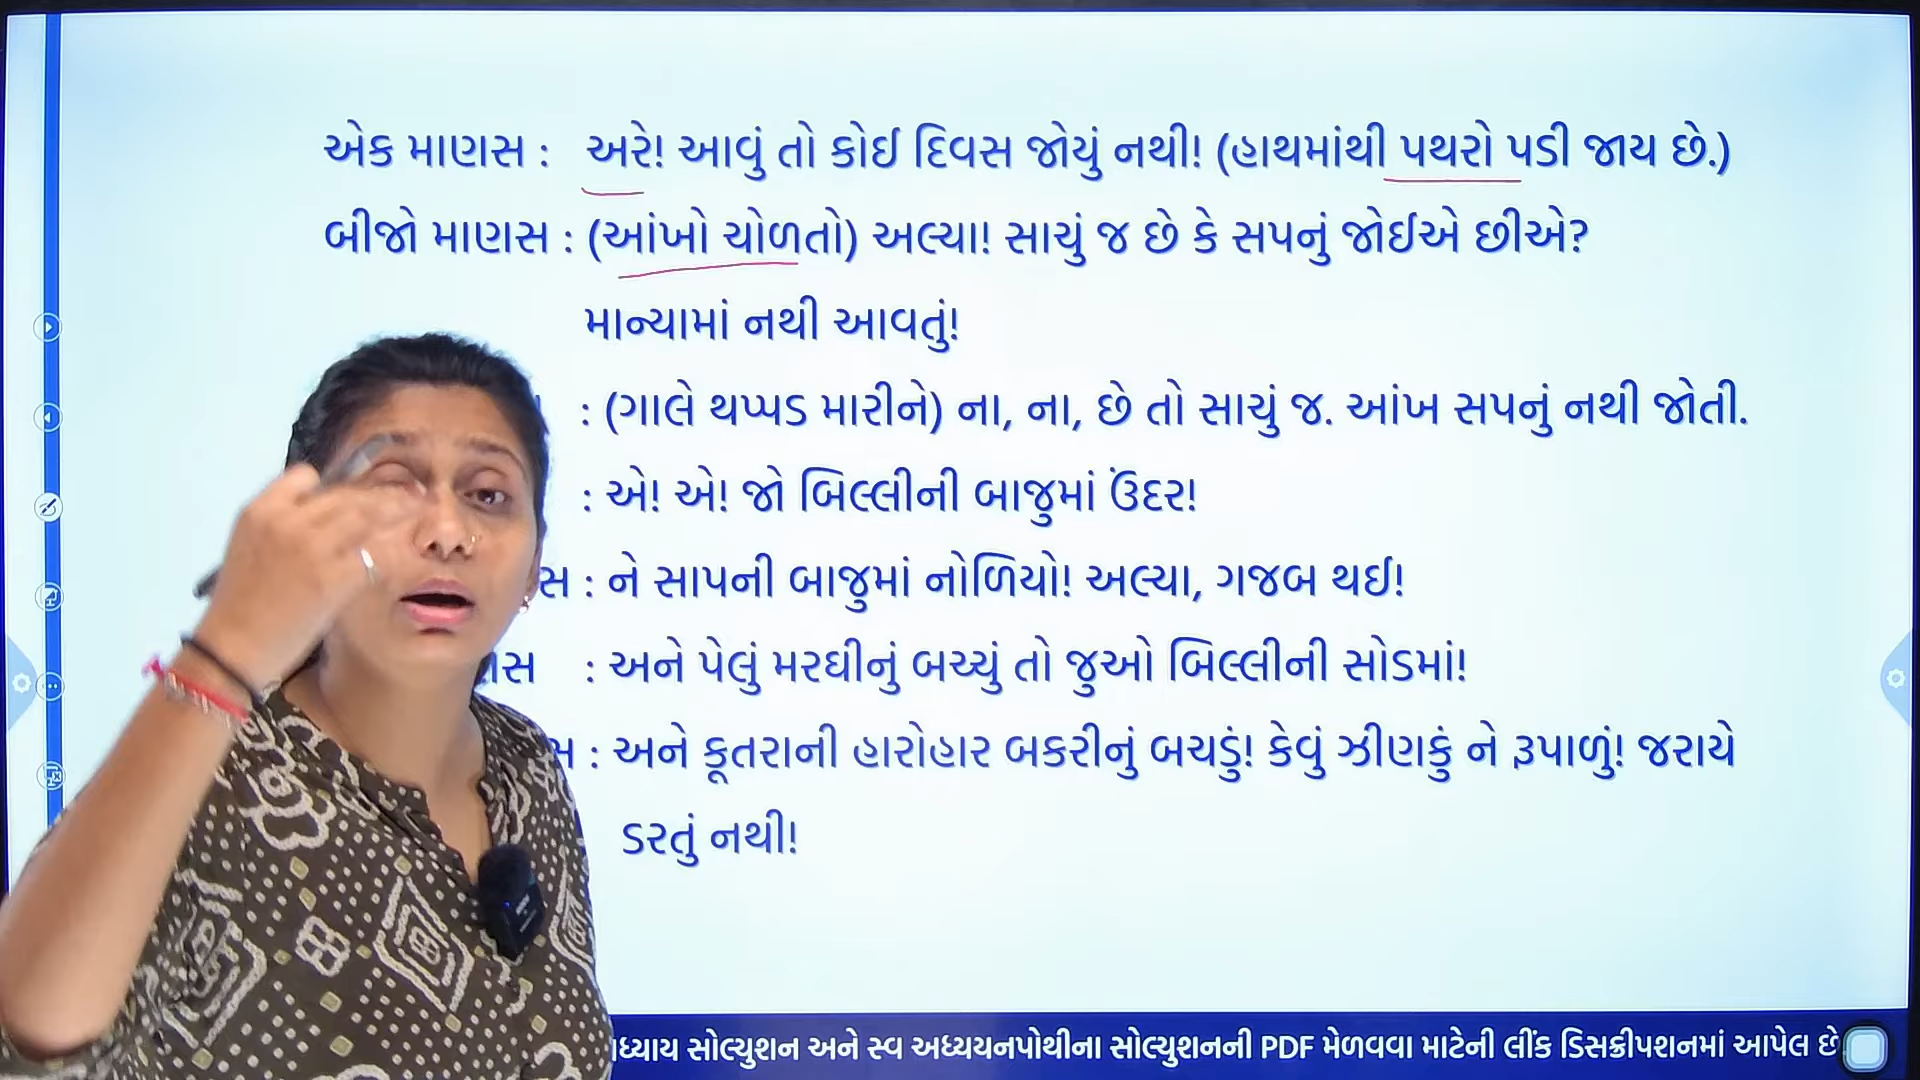 એક માણસ : અરે! આવું તો કોઈ દિવસ જોયું નથી! (હાથમાંથી પથરો પડી જાય છે.)
બીજો માણસ : (આંખો ચોળતો) અલ્યા! સાચું જ છે કે સપનું જોઈએ છીએ?
માન્યામાં નથી આવતું!
: (ગાલે થપ્પડ મારીને) ના, ના, છે તો સાચું જ. આંખ સપનું નથી જોતી.
: એ! એ! જો બિલ્લીની બાજુમાં ઉંદર!
: ને સાપની બાજુમાં નોળિયો! અલ્યા, ગજબ થઈ!
: અને પેલું મરઘીનું બચ્ચું તો જુઓ બિલ્લીની સોડમાં!
: અને કૂતરાની હારોહાર બકરીનું બચડું! કેવું ઝીણકું ને રૂપાળું! જરાયે
ડરતું નથી!
સોલ્યુશન અને સ્વ અધ્યયનપોથીના સોલ્યુશનની PDF મેળવવા માટેની લીંક ડિસક્રીપશનમાં આપેલ છે